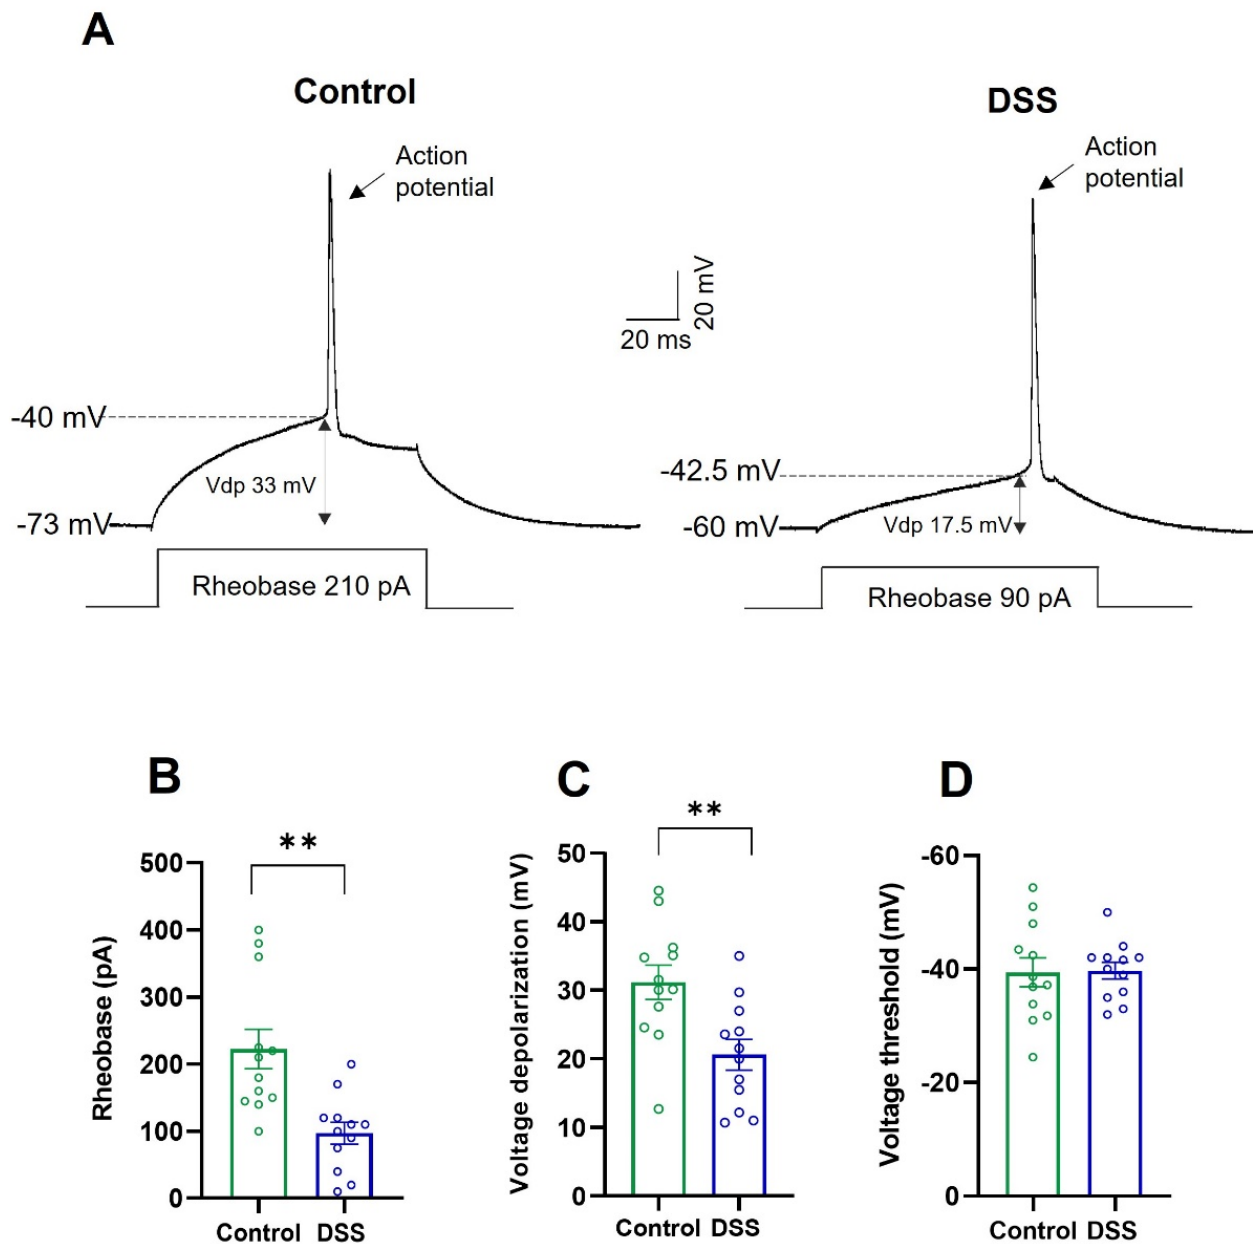 A
Control
DSS
Action
potential
Action
potential
20 mV
20 ms
-40 mV
Vdp 33 mV
-73 mV
Rheobase 210 pA
-42.5 mV
Vdp 17.5 mV
-60 mV
Rheobase 90 pA
B
**
Rheobase (pA)
500
400
300
200
100
0
Control DSS
C
**
Voltage depolarization (mV)
50
40
30
20
10
0
Control DSS
D
Voltage threshold (mV)
-60
-40
-20
0
Control DSS